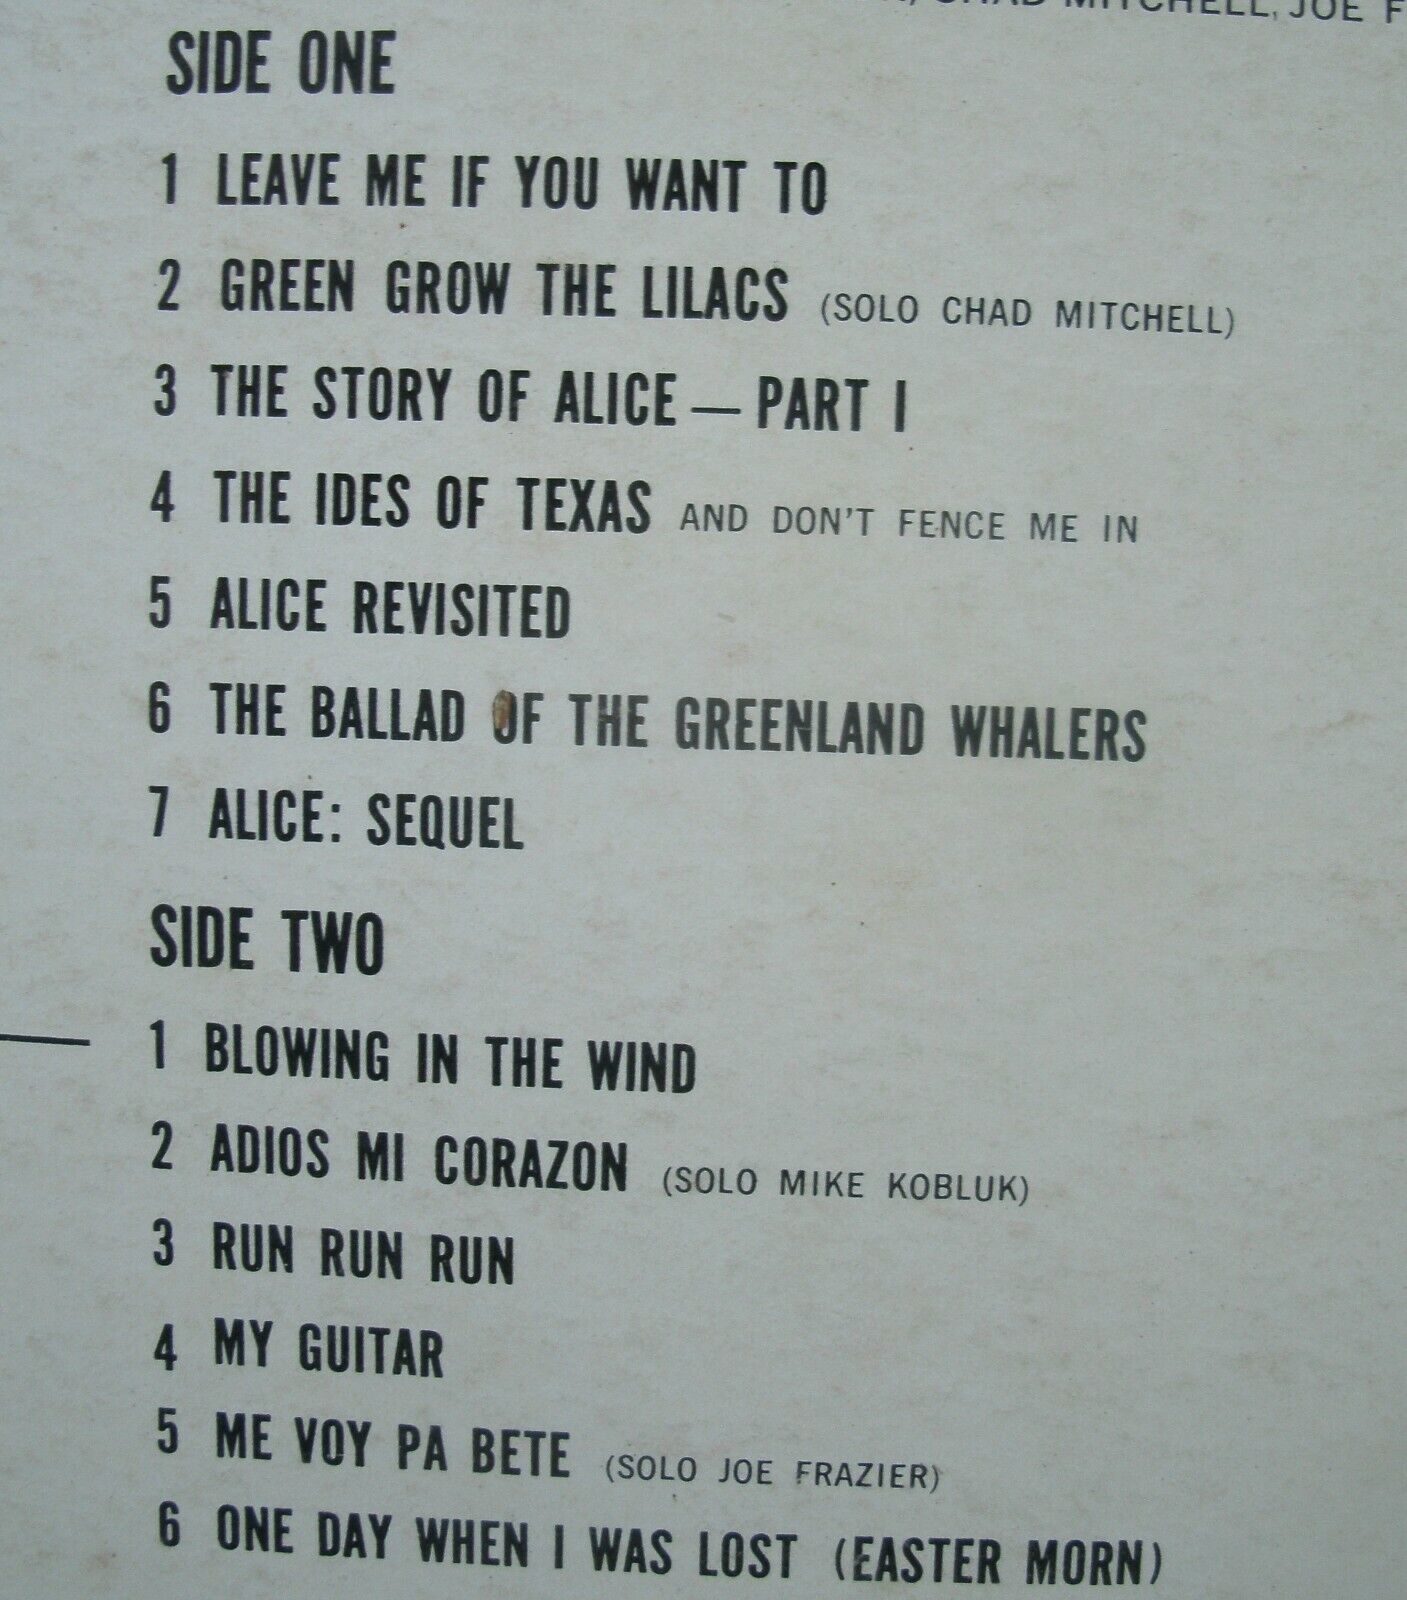 CHAD MITCHELL, JOE F
SIDE ONE
1 LEAVE ME IF YOU WANT TO
2 GREEN GROW THE LILACS (SOLO CHAD MITCHELL)
3 THE STORY OF ALICE — PART I
4 THE IDES OF TEXAS AND DON'T FENCE ME IN
5 ALICE REVISITED
6 THE BALLAD OF THE GREENLAND WHALERS
7 ALICE: SEQUEL
SIDE TWO
1 BLOWING IN THE WIND
2 ADIOS MI CORAZON (SOLO MIKE KOBLUK)
3 RUN RUN RUN
4 MY GUITAR
5 ME VOY PA BETE (SOLO JOE FRAZIER)
6 ONE DAY WHEN I WAS LOST (EASTER MORN)